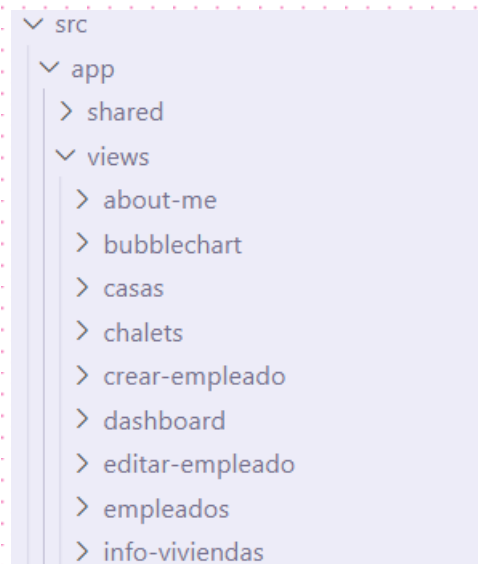 src
app
shared
views
about-me
bubblechart
casas
chalets
crear-empleado
dashboard
editar-empleado
empleados
info-viviendas